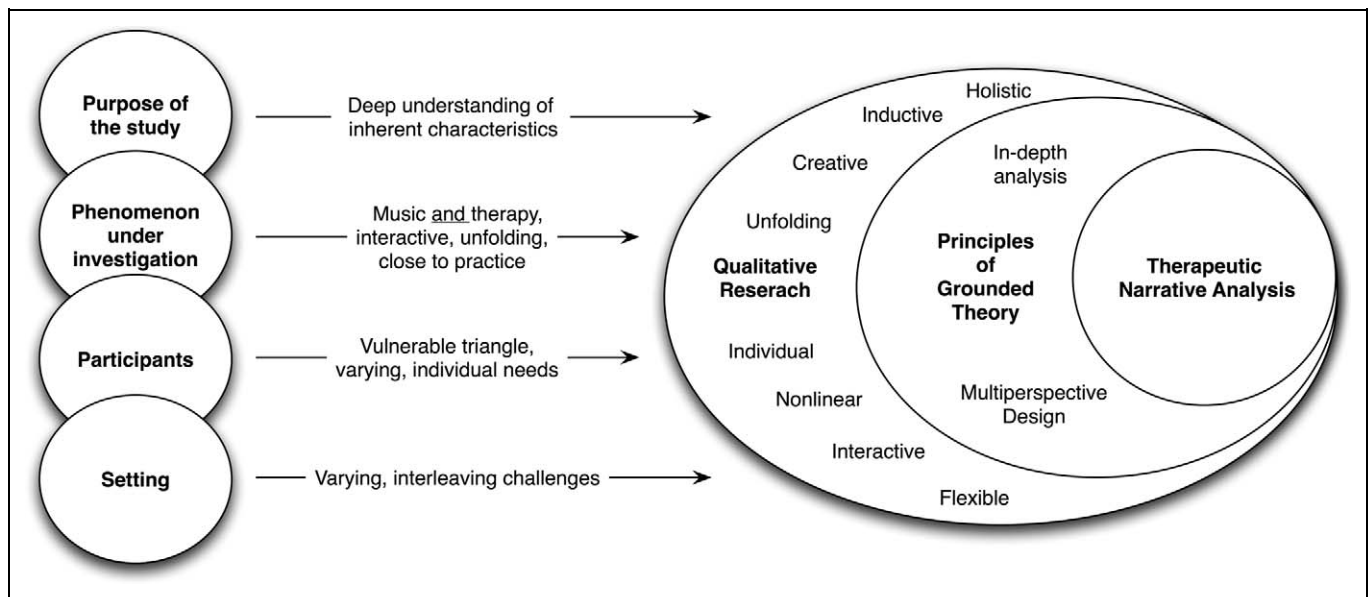 Purpose of
the study
Deep understanding of
inherent characteristics
Phenomenon
under
investigation
Music and therapy,
interactive, unfolding,
close to practice
Participants
Vulnerable triangle,
varying, individual needs
Setting
Varying, interleaving challenges
Holistic
Inductive
Creative
Unfolding
Qualitative
Reserach
Individual
Nonlinear
Interactive
Flexible
In-depth
analysis
Principles
of
Grounded
Theory
Multiperspective
Design
Therapeutic
Narrative Analysis